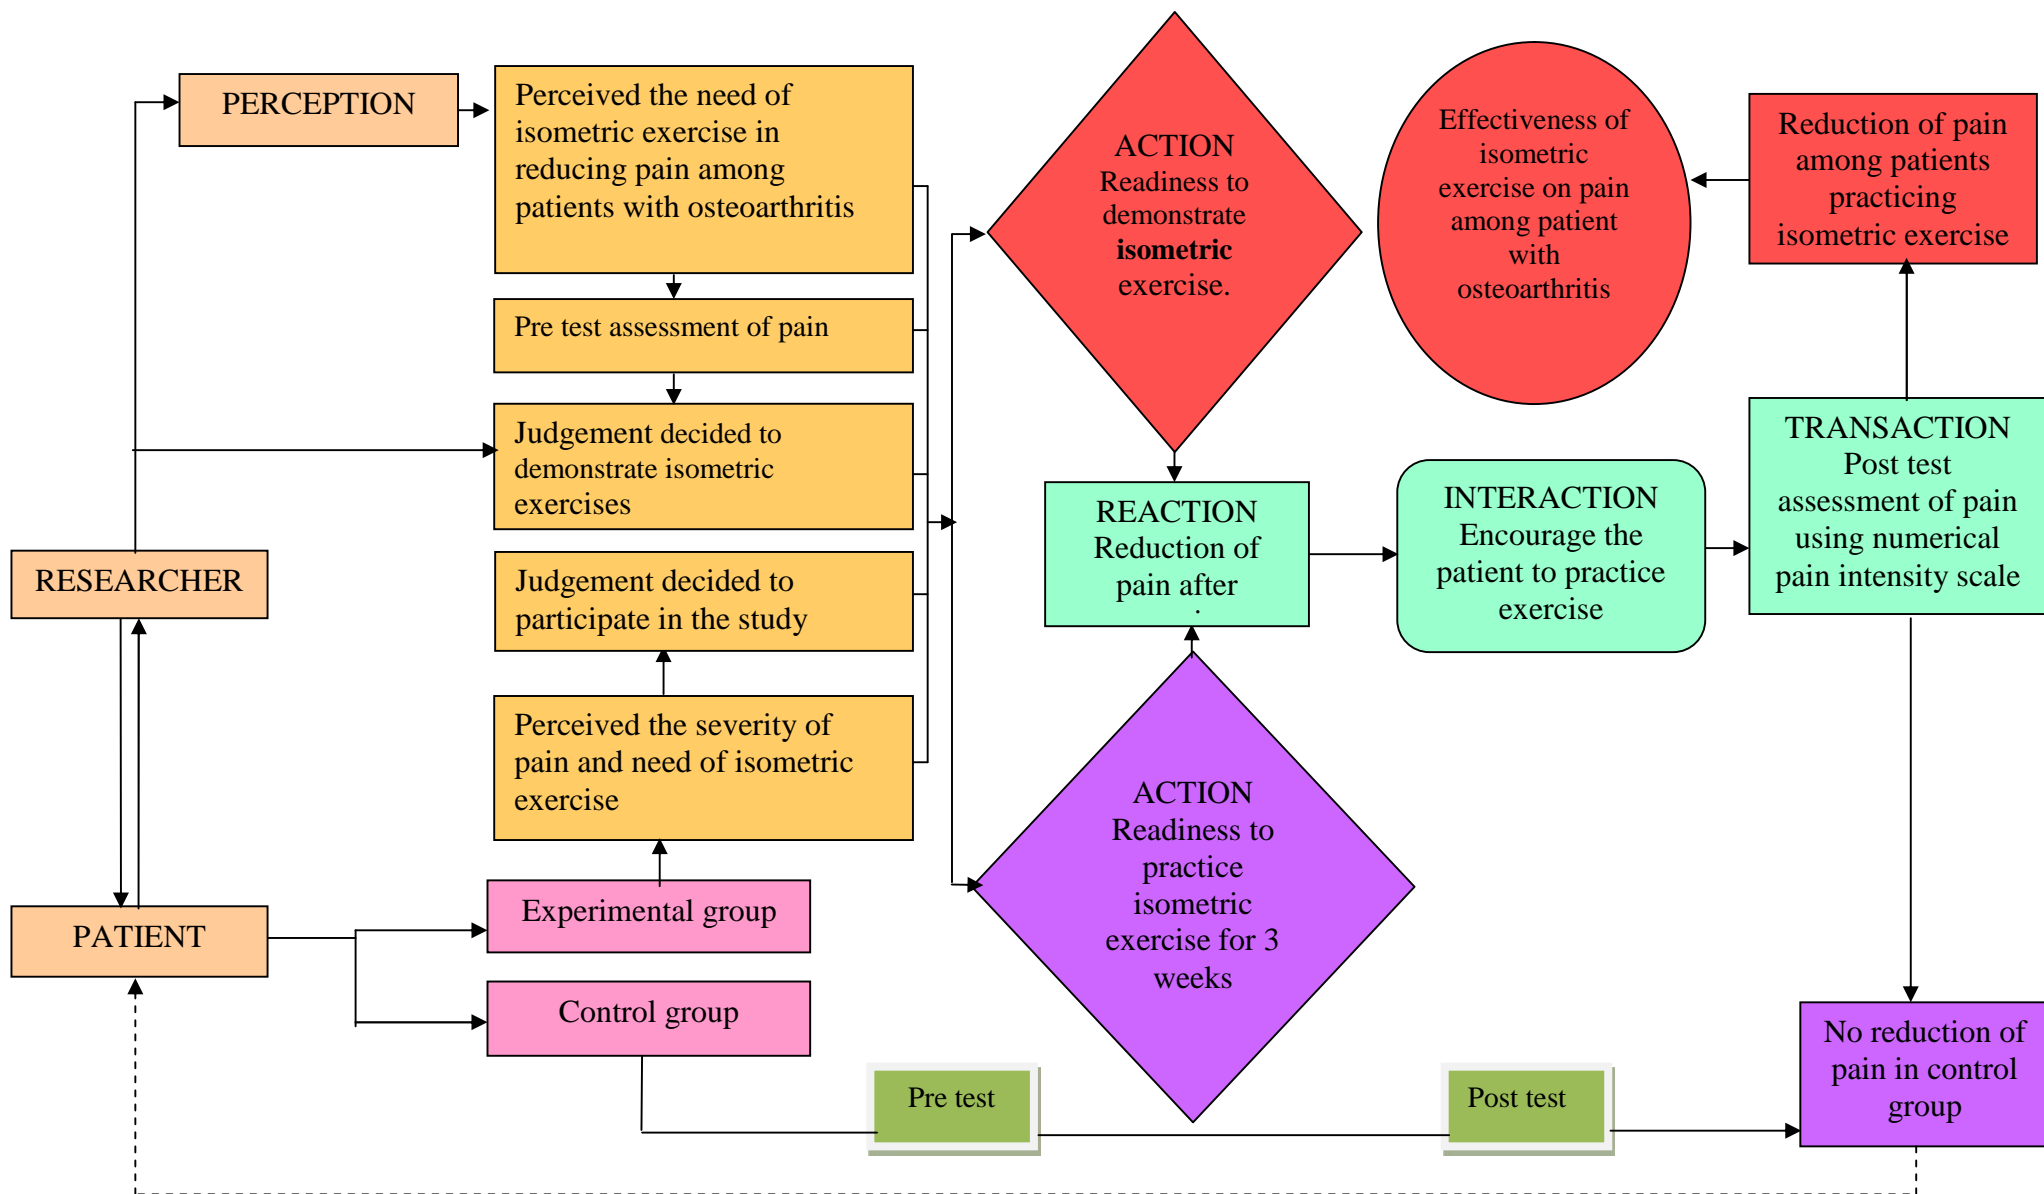 PERCEPTION
Perceived the need of
isometric exercise in
reducing pain among
patients with osteoarthritis
Pre test assessment of pain
Judgement decided to
demonstrate isometric
exercises
RESEARCHER
Judgement decided to
participate in the study
Perceived the severity of
pain and need of isometric
exercise
PATIENT
Experimental group
Control group
ACTION
Readiness to
demonstrate
isometric
exercise.
REACTION
Reduction of
pain after
ACTION
Readiness to
practice
isometric
exercise for 3
weeks
INTERACTION
Encourage the
patient to practice
exercise
TRANSACTION
Post test
assessment of pain
using numerical
pain intensity scale
Reduction of pain
among patients
practicing
isometric exercise
Effectiveness of
isometric
exercise on pain
among patient
with
osteoarthritis
Pre test
Post test
No reduction of
pain in control
group